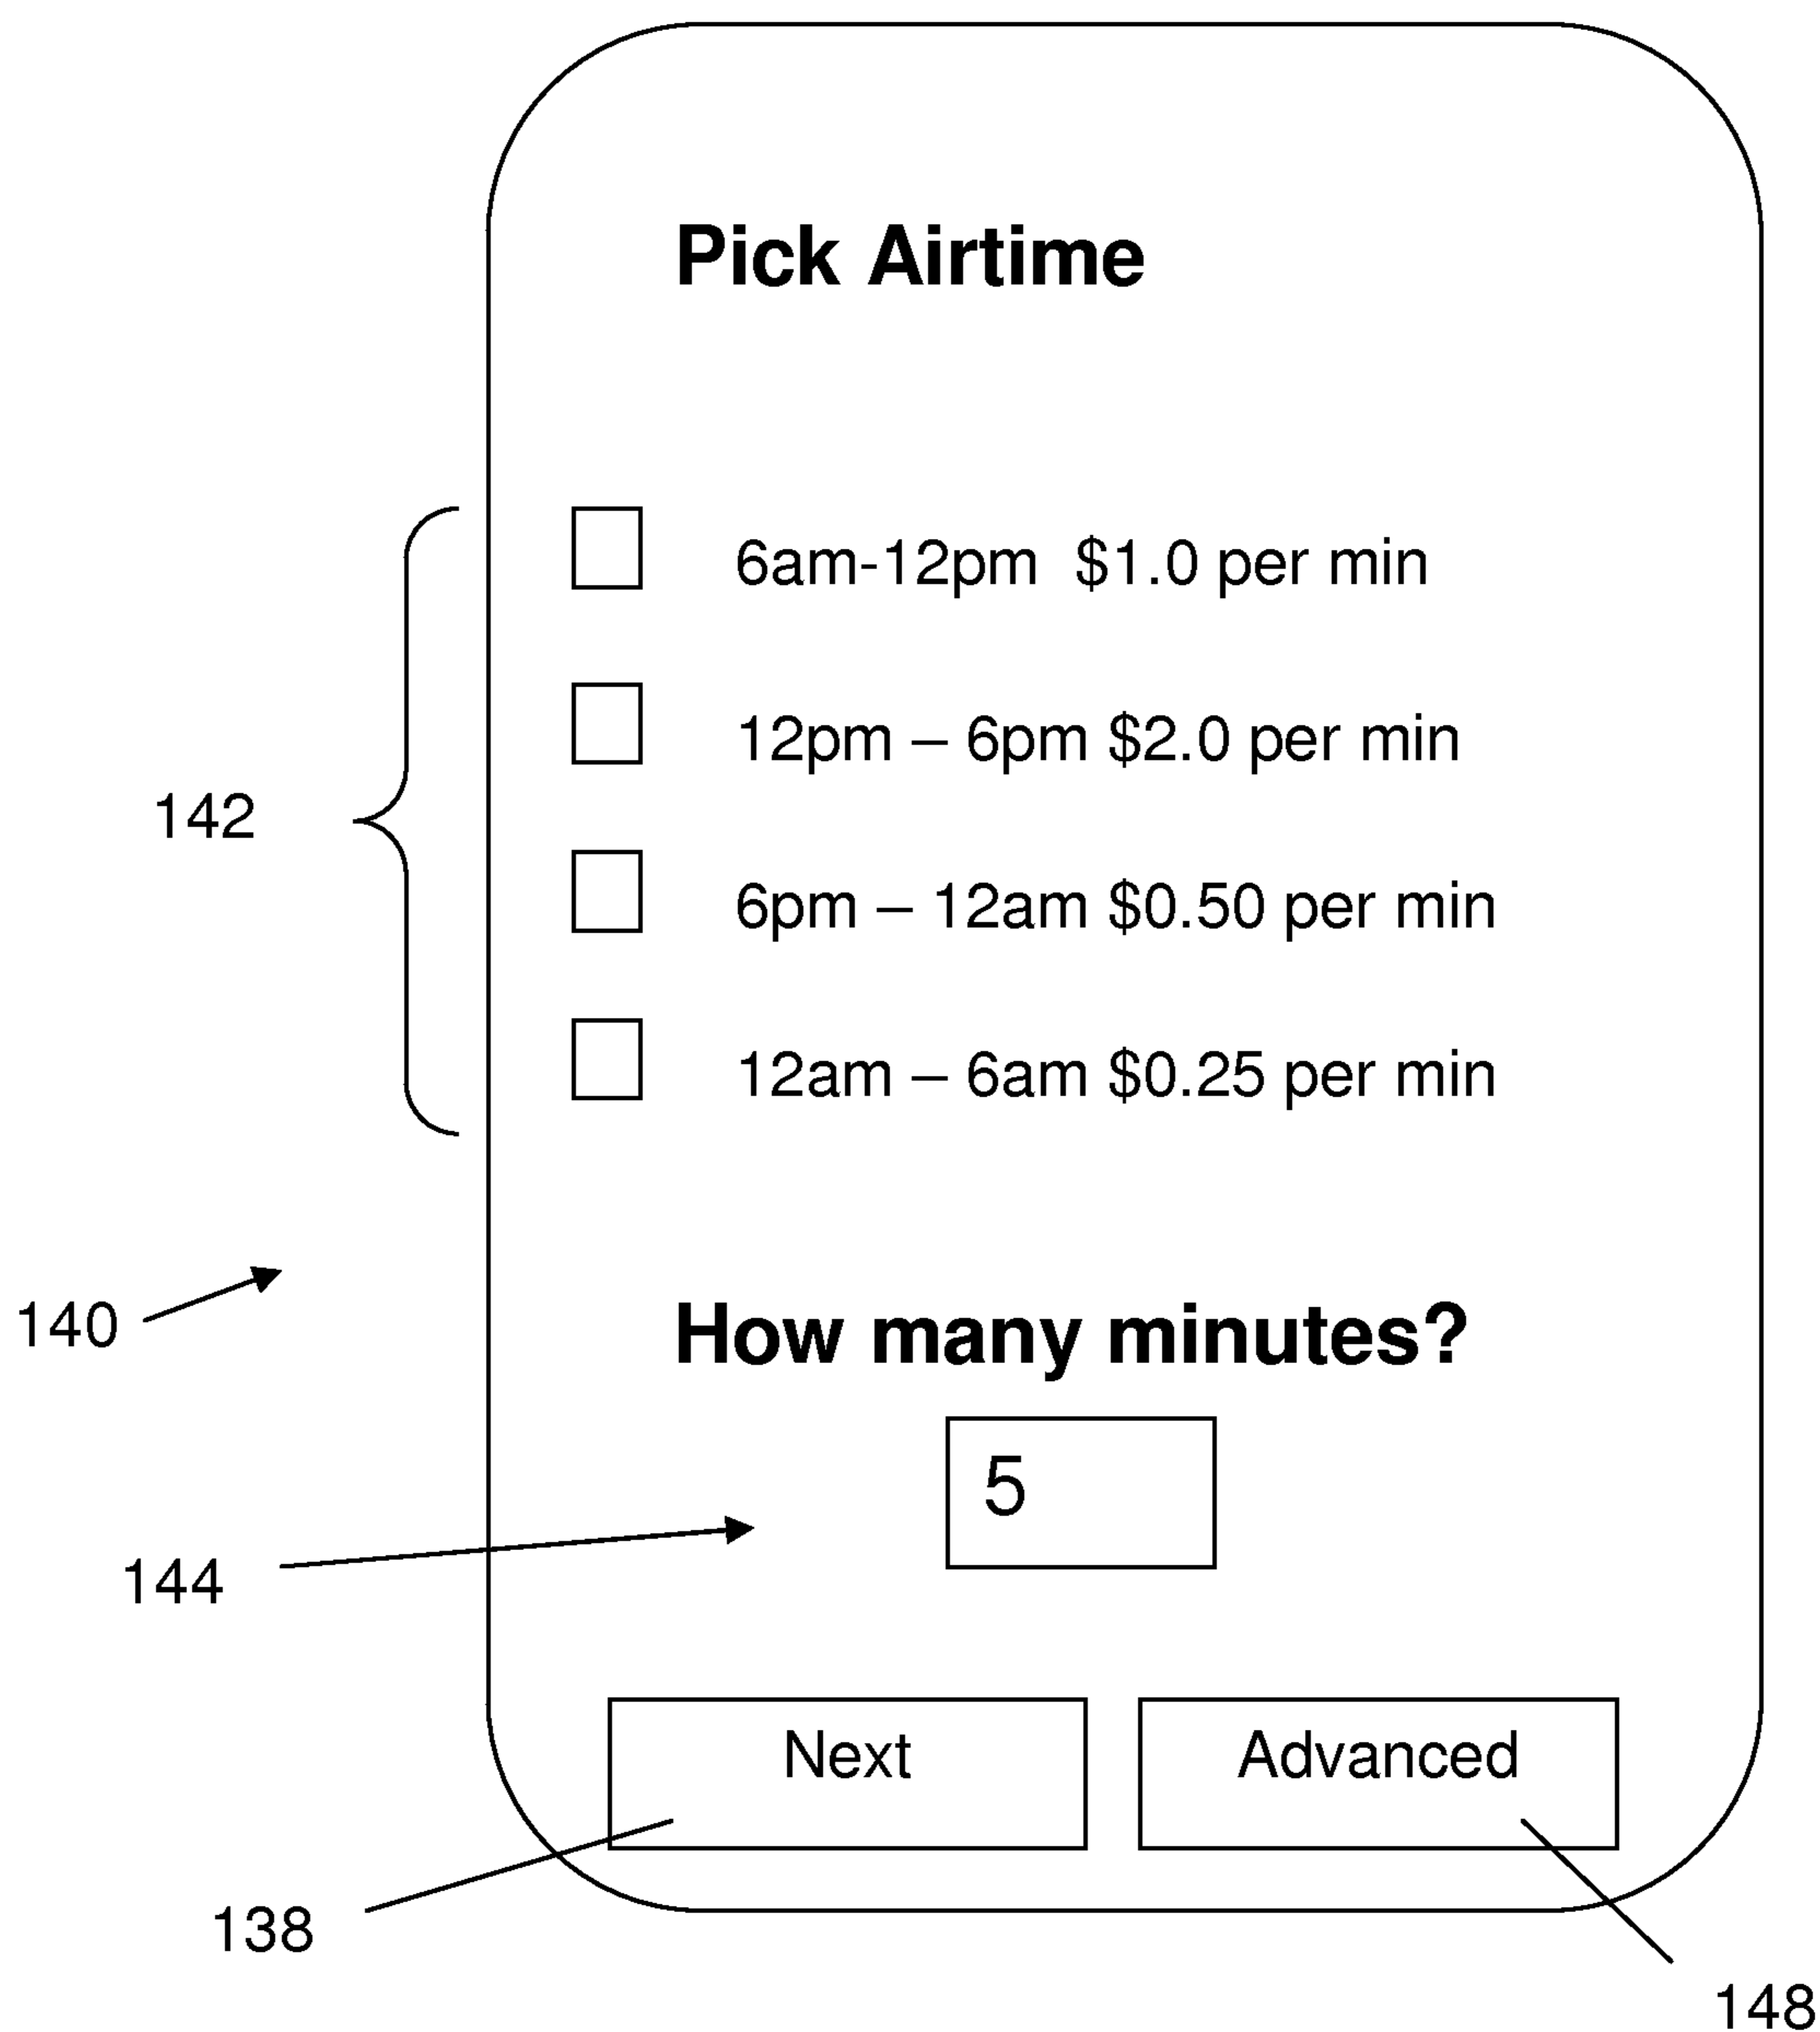 Pick Airtime
6am-12pm $1.0 per min
12pm – 6pm $2.0 per min
142
6pm – 12am $0.50 per min
12am – 6am $0.25 per min
140
How many minutes?
5
144
Next
Advanced
138
148